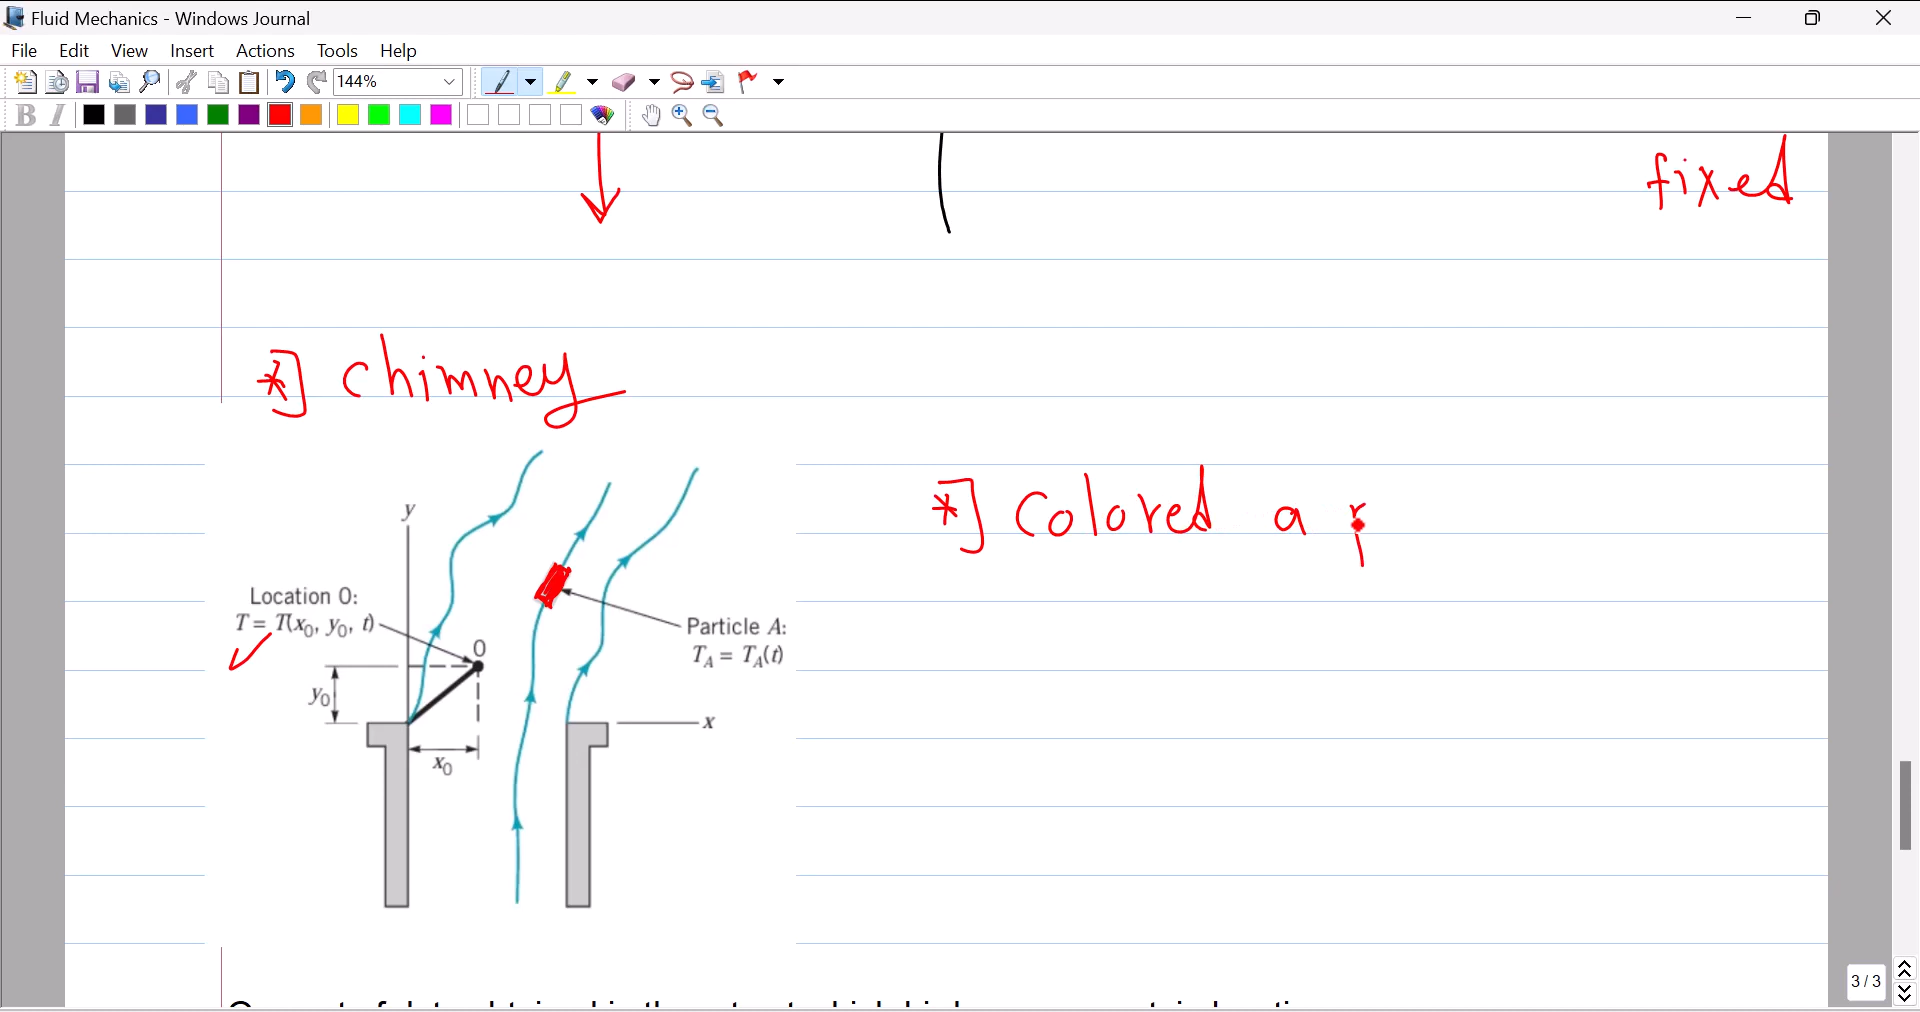 Fluid Mechanics - Windows Journal
File Edit View Insert Actions Tools Help
144%
B I
fixed
*] chimney
*] Colored a
y
Location 0:
T = T(x0, y0, t)
0
Particle A:
TA = TA(t)
y0
x
x0
3 / 3